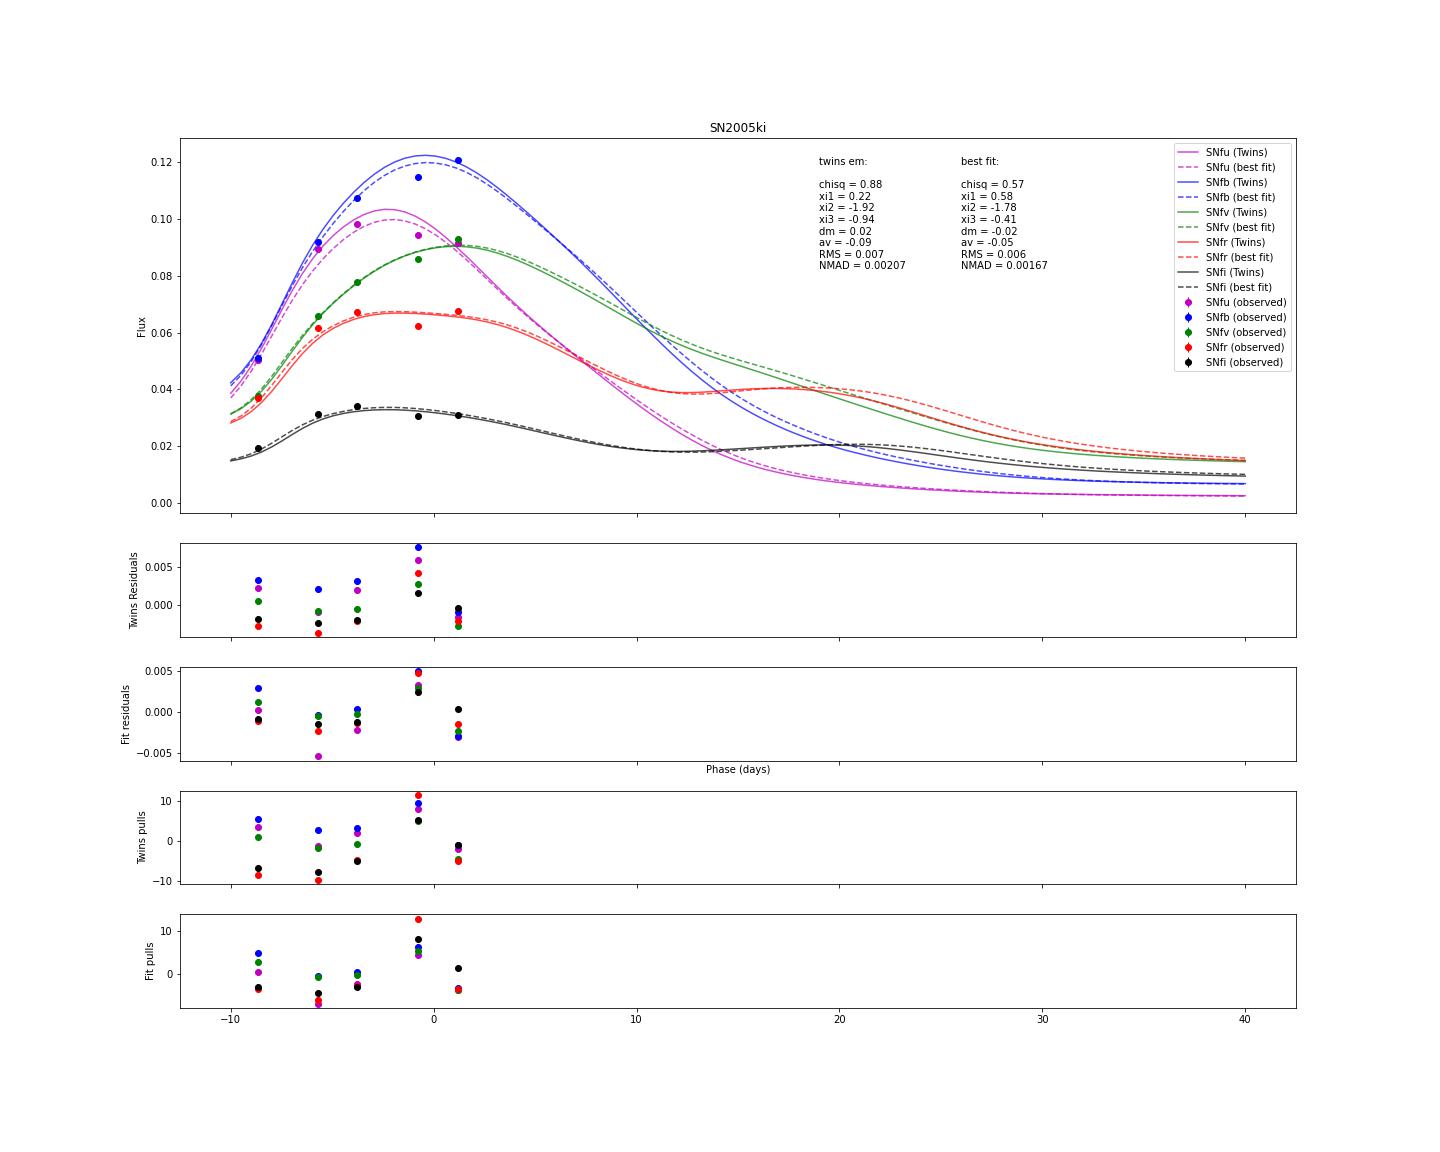 SN2005ki
0.12
0.10
0.08
0.06
0.04
0.02
0.00
Flux
twins em:
chisq = 0.88
xi1 = 0.22
xi2 = -1.92
xi3 = -0.94
dm = 0.02
av = -0.09
RMS = 0.007
NMAD = 0.00207
best fit:
chisq = 0.57
xi1 = 0.58
xi2 = -1.78
xi3 = -0.41
dm = -0.02
av = -0.05
RMS = 0.006
NMAD = 0.00167
SNfu (Twins)
SNfu (best fit)
SNfb (Twins)
SNfb (best fit)
SNfv (Twins)
SNfv (best fit)
SNfr (Twins)
SNfr (best fit)
SNfi (Twins)
SNfi (best fit)
SNfu (observed)
SNfb (observed)
SNfv (observed)
SNfr (observed)
SNfi (observed)
0.005
0.000
Twins Residuals
0.005
0.000
−0.005
Fit residuals
Phase (days)
10
0
−10
Twins pulls
10
0
Fit pulls
−10 0 10 20 30 40